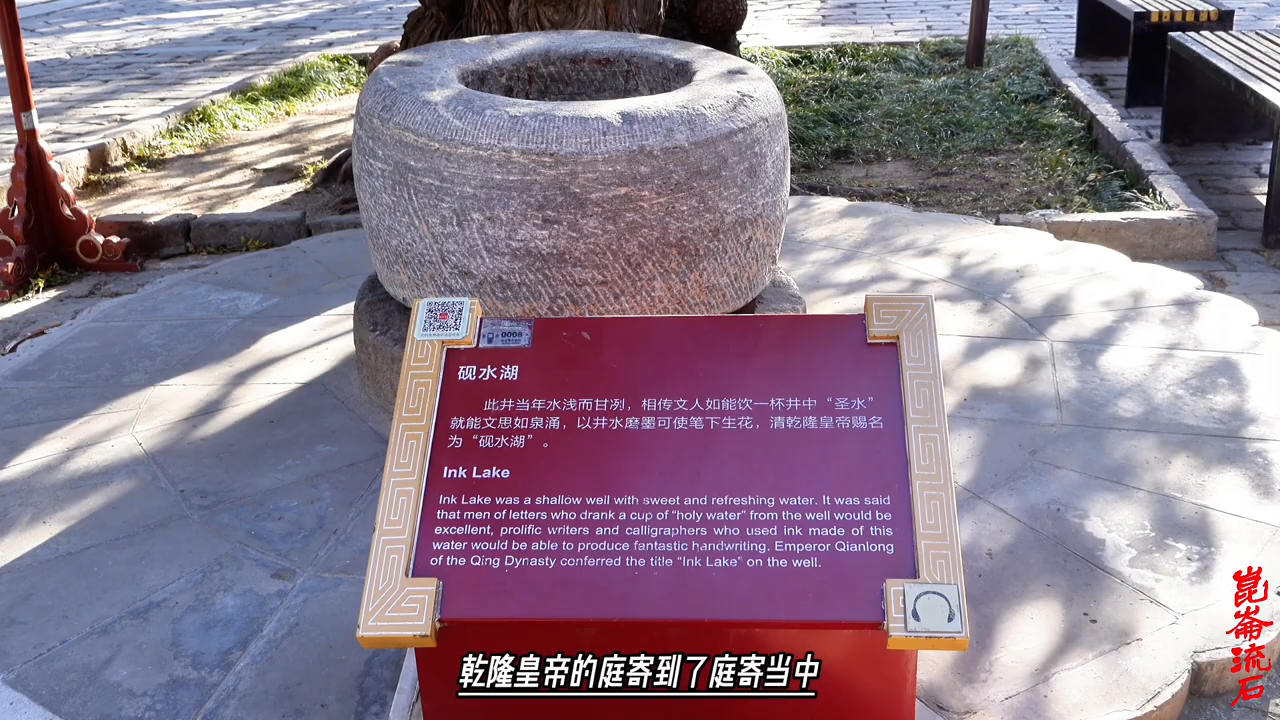 0008
砚水湖
此井当年水浅而甘冽，相传文人如能饮一杯井中“圣水”
就能文思如泉涌，以井水磨墨可使笔下生花，清乾隆皇帝赐名
为“砚水湖”。
Ink Lake
Ink Lake was a shallow well with sweet and refreshing water. It was said
that men of letters who drank a cup of “holy water” from the well would be
excellent, prolific writers and calligraphers who used ink made of this
water would be able to produce fantastic handwriting. Emperor Qianlong
of the Qing Dynasty conferred the title “Ink Lake” on the well.
乾隆皇帝的庭寄到了庭寄当中
崑崙流石